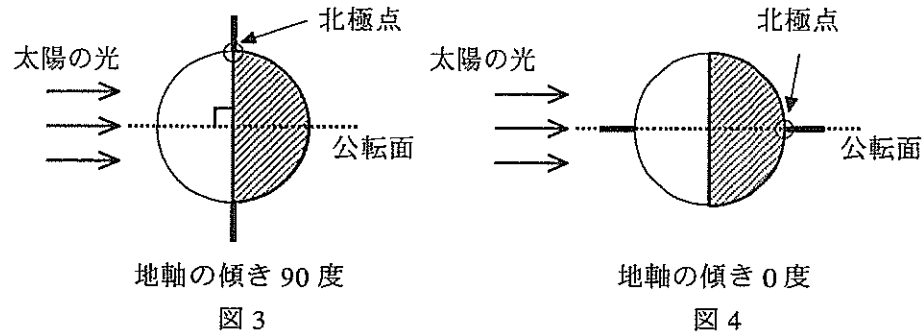 北極点
太陽の光
公転面
地軸の傾き 90 度
図 3
北極点
太陽の光
公転面
地軸の傾き 0 度
図 4